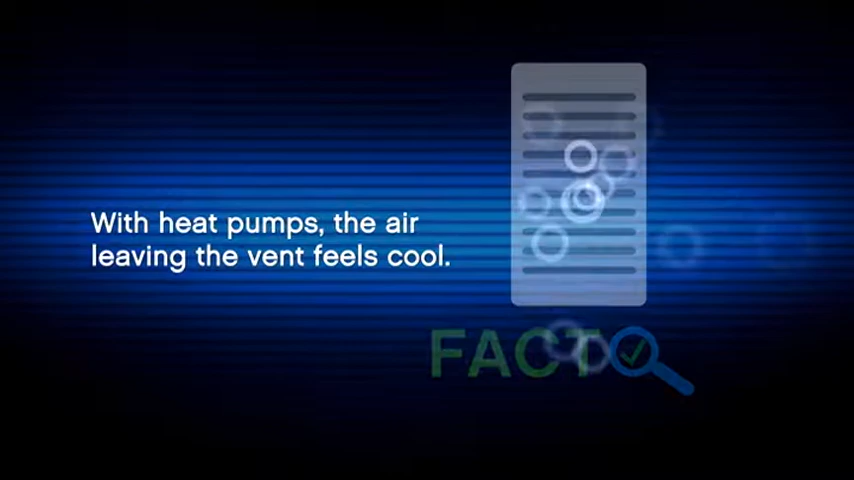 With heat pumps, the air
leaving the vent feels cool.
FACT